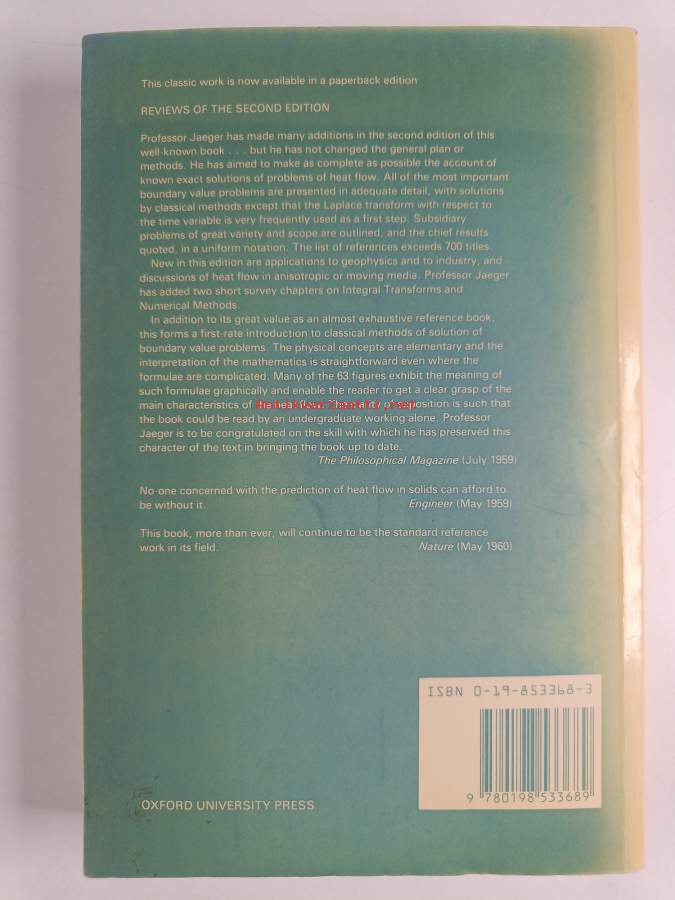 This classic work is now available in a paperback edition
REVIEWS OF THE SECOND EDITION
Professor Jaeger has made many additions in the second edition of this
well-known book . . . but he has not changed the general plan or
methods. He has aimed to make as complete as possible the account of
known exact solutions of problems of heat flow. All of the most important
boundary value problems are presented in adequate detail, with solutions
by classical methods except that the Laplace transform with respect to
the time variable is very frequently used as a first step. Subsidiary
problems of great variety and scope are outlined, and the chief results
quoted, in a uniform notation. The list of references exceeds 700 titles.
New in this edition are applications to geophysics and to industry, and
discussions of heat flow in anisotropic or moving media. Professor Jaeger
has added two short survey chapters on Integral Transforms and
Numerical Methods.
In addition to its great value as an almost exhaustive reference book,
this forms a first-rate introduction to classical methods of solution of
boundary value problems. The physical concepts are elementary and the
interpretation of the mathematics is straightforward even where the
formulae are complicated. Many of the 63 figures exhibit the meaning of
such formulae graphically and enable the reader to get a clear grasp of the
main characteristics of the heat flow. The clarity of exposition is such that
the book could be read by an undergraduate working alone. Professor
Jaeger is to be congratulated on the skill with which he has preserved this
character of the text in bringing the book up to date.
The Philosophical Magazine (July 1959)
No-one concerned with the prediction of heat flow in solids can afford to
be without it. Engineer (May 1959)
This book, more than ever, will continue to be the standard reference
work in its field. Nature (May 1960)
ISBN 0-19-853368-3
9 780198 533689
OXFORD UNIVERSITY PRESS